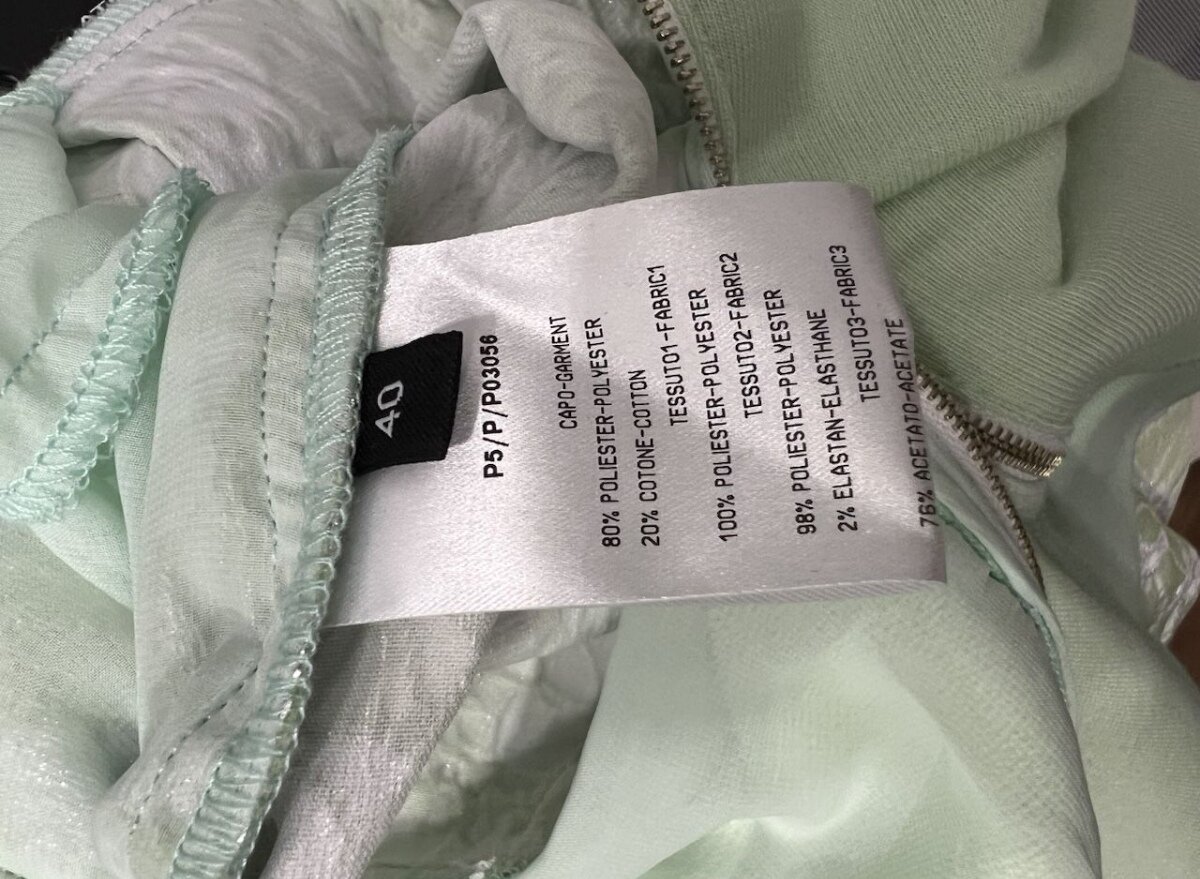 40
P5/P/P03056
CAPO-GARMENT
80% POLIESTER-POLYESTER
20% COTONE-COTTON
TESSUTO1-FABRIC1
100% POLIESTER-POLYESTER
TESSUTO2-FABRIC2
98% POLIESTER-POLYESTER
2% ELASTAN-ELASTHANE
TESSUTO3-FABRIC3
76% ACETATO-ACETATE